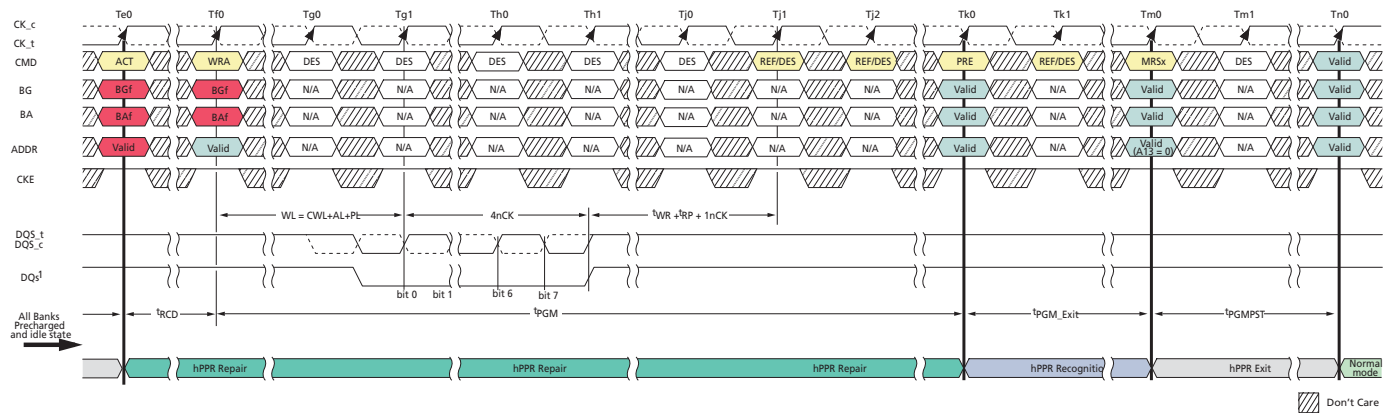 Te0 Tf0 Tg0 Tg1 Th0 Th1 Tj0 Tj1 Tj2 Tk0 Tk1 Tm0 Tm1 Tn0
CK_c
CK_t
CMD ACT WRA DES DES DES DES DES REF/DES REF/DES PRE REF/DES MRSx DES Valid
BG BGf BGf N/A N/A N/A N/A N/A N/A N/A Valid N/A Valid N/A Valid
BA BAf BAf N/A N/A N/A N/A N/A N/A N/A Valid N/A Valid N/A Valid
ADDR Valid Valid N/A N/A N/A N/A N/A N/A N/A Valid N/A Valid (A13 = 0) N/A Valid
CKE
WL = CWL+AL+PL 4nCK tWR +tRP + 1nCK
DQS_t
DQS_c
DQs1
bit 0 bit 1 bit 6 bit 7
All Banks
Precharged
and idle state
tRCD tPGM tPGM_Exit tPGMPST
hPPR Repair hPPR Repair hPPR Repair hPPR Recognitio hPPR Exit Normal
mode
Don't Care